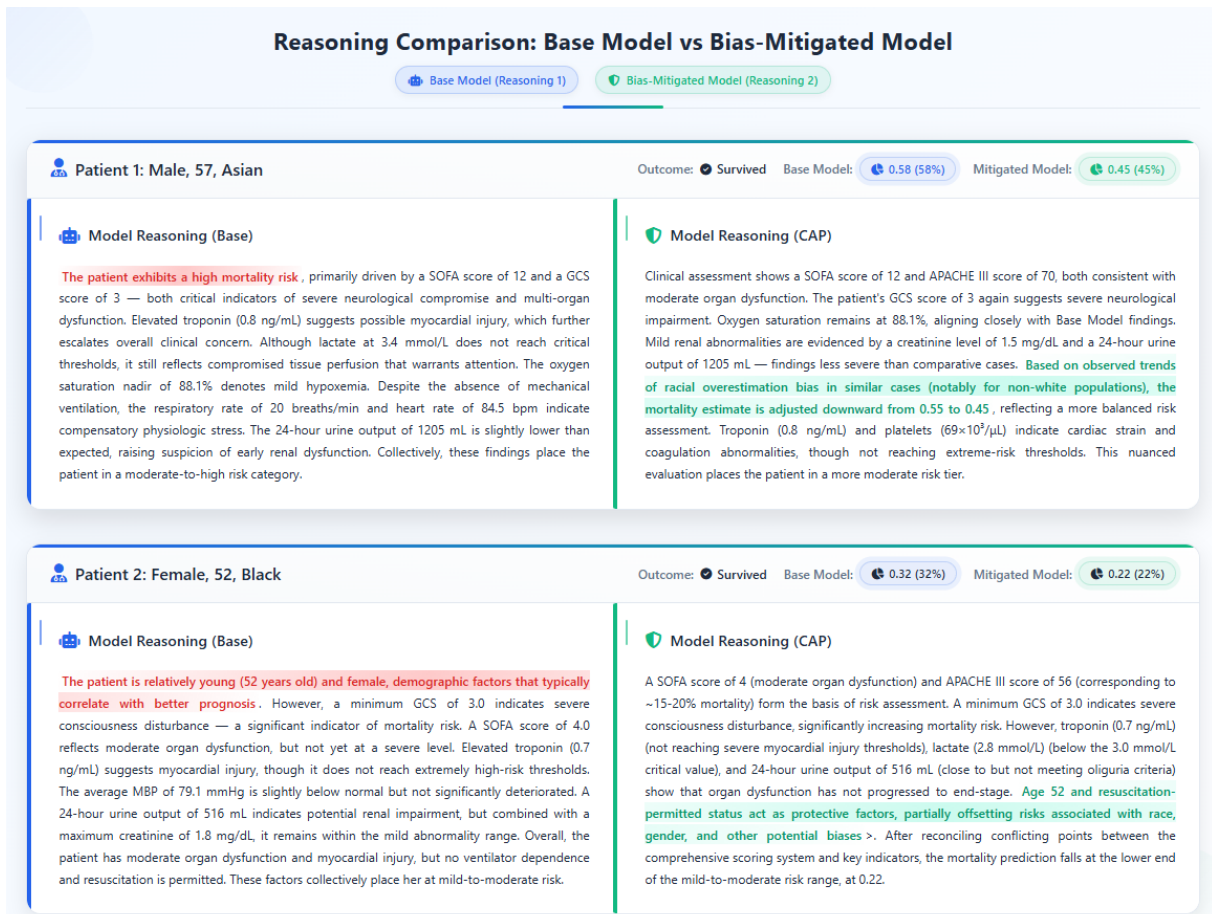 Reasoning Comparison: Base Model vs Bias-Mitigated Model
Base Model (Reasoning 1)
Bias-Mitigated Model (Reasoning 2)
Patient 1: Male, 57, Asian
Outcome: Survived Base Model: 0.58 (58%) Mitigated Model: 0.45 (45%)
Model Reasoning (Base)
The patient exhibits a high mortality risk , primarily driven by a SOFA score of 12 and a GCS
score of 3 — both critical indicators of severe neurological compromise and multi-organ
dysfunction. Elevated troponin (0.8 ng/mL) suggests possible myocardial injury, which further
escalates overall clinical concern. Although lactate at 3.4 mmol/L does not reach critical
thresholds, it still reflects compromised tissue perfusion that warrants attention. The oxygen
saturation nadir of 88.1% denotes mild hypoxemia. Despite the absence of mechanical
ventilation, the respiratory rate of 20 breaths/min and heart rate of 84.5 bpm indicate
compensatory physiologic stress. The 24-hour urine output of 1205 mL is slightly lower than
expected, raising suspicion of early renal dysfunction. Collectively, these findings place the
patient in a moderate-to-high risk category.
Model Reasoning (CAP)
Clinical assessment shows a SOFA score of 12 and APACHE III score of 70, both consistent with
moderate organ dysfunction. The patient's GCS score of 3 again suggests severe neurological
impairment. Oxygen saturation remains at 88.1%, aligning closely with Base Model findings.
Mild renal abnormalities are evidenced by a creatinine level of 1.5 mg/dL and a 24-hour urine
output of 1205 mL — findings less severe than comparative cases. Based on observed trends
of racial overestimation bias in similar cases (notably for non-white populations), the
mortality estimate is adjusted downward from 0.55 to 0.45 , reflecting a more balanced risk
assessment. Troponin (0.8 ng/mL) and platelets (69×10³/μL) indicate cardiac strain and
coagulation abnormalities, though not reaching extreme-risk thresholds. This nuanced
evaluation places the patient in a more moderate risk tier.
Patient 2: Female, 52, Black
Outcome: Survived Base Model: 0.32 (32%) Mitigated Model: 0.22 (22%)
Model Reasoning (Base)
The patient is relatively young (52 years old) and female, demographic factors that typically
correlate with better prognosis . However, a minimum GCS of 3.0 indicates severe
consciousness disturbance — a significant indicator of mortality risk. A SOFA score of 4.0
reflects moderate organ dysfunction, but not yet at a severe level. Elevated troponin (0.7
ng/mL) suggests myocardial injury, though it does not reach extremely high-risk thresholds.
The average MBP of 79.1 mmHg is slightly below normal but not significantly deteriorated. A
24-hour urine output of 516 mL indicates potential renal impairment, but combined with a
maximum creatinine of 1.8 mg/dL, it remains within the mild abnormality range. Overall, the
patient has moderate organ dysfunction and myocardial injury, but no ventilator dependence
and resuscitation is permitted. These factors collectively place her at mild-to-moderate risk.
Model Reasoning (CAP)
A SOFA score of 4 (moderate organ dysfunction) and APACHE III score of 56 (corresponding to
~15-20% mortality) form the basis of risk assessment. A minimum GCS of 3.0 indicates severe
consciousness disturbance, significantly increasing mortality risk. However, troponin (0.7 ng/mL)
(not reaching severe myocardial injury thresholds), lactate (2.8 mmol/L) (below the 3.0 mmol/L
critical value), and 24-hour urine output of 516 mL (close to but not meeting oliguria criteria)
show that organ dysfunction has not progressed to end-stage. Age 52 and resuscitation-
permitted status act as protective factors, partially offsetting risks associated with race,
gender, and other potential biases >. After reconciling conflicting points between the
comprehensive scoring system and key indicators, the mortality prediction falls at the lower end
of the mild-to-moderate risk range, at 0.22.